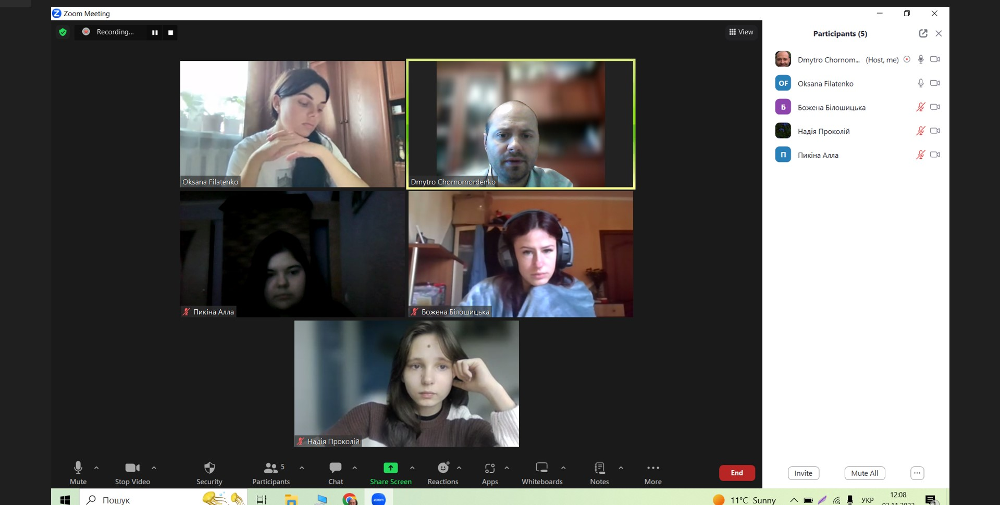 Zoom Meeting
Recording...
View
Participants (5)
Dmytro Chornom... (Host, me)
OF Oksana Filatenko
Б Божена Білошицька
Надія Проколій
П Пикіна Алла
Oksana Filatenko
Dmytro Chornomordenko
Пикіна Алла
Божена Білошицька
Надія Проколій
Mute
Stop Video
Security
5
Participants
Chat
Share Screen
Reactions
Apps
Whiteboards
Notes
More
End
Invite
Mute All
Пошук
zoom
11°C Sunny
УКР
12:08